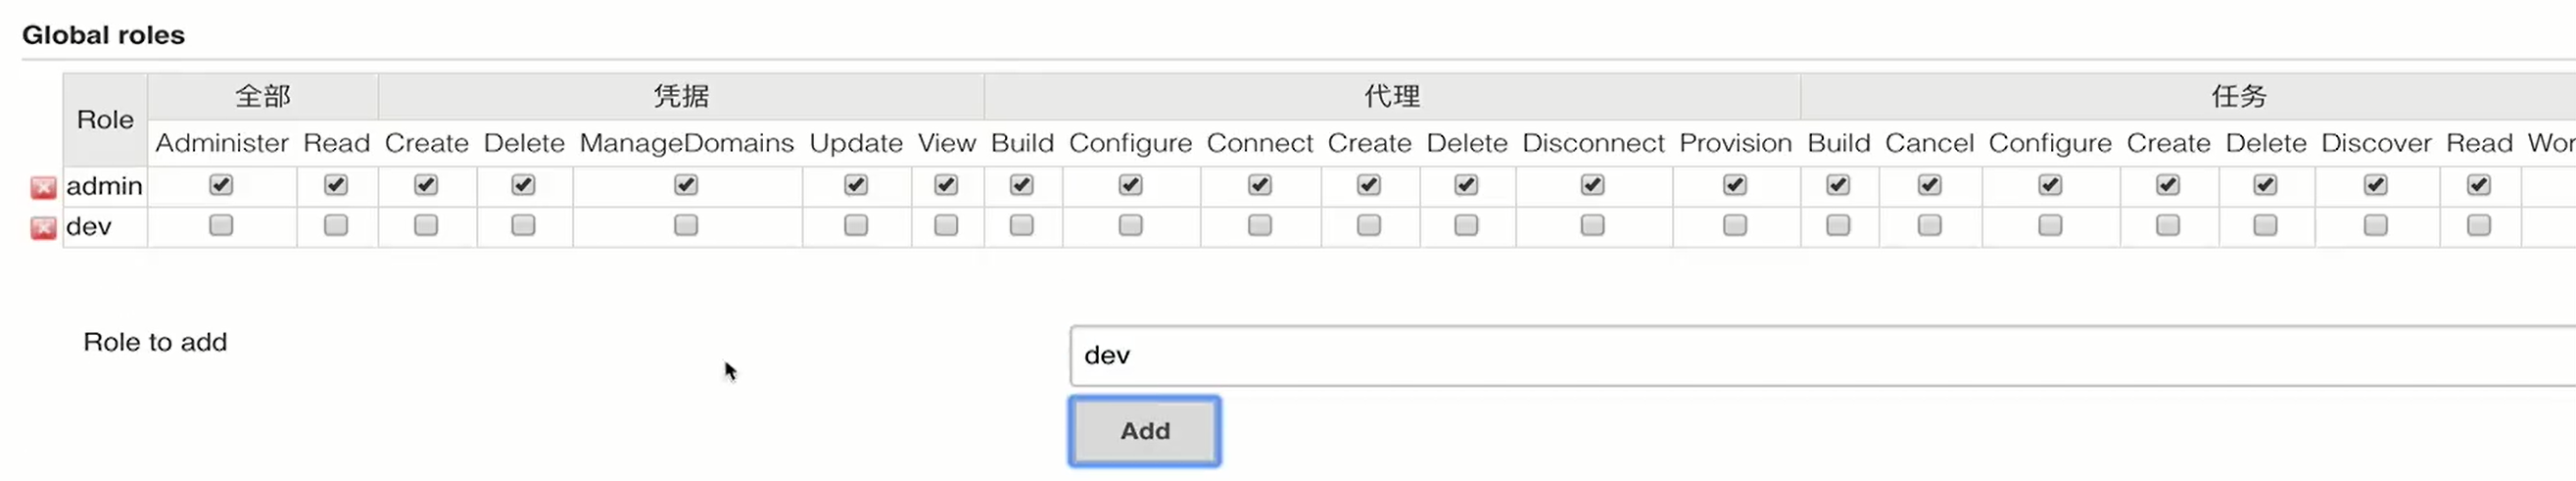 Global roles
Role 全部 凭据 代理 任务
Administer Read Create Delete ManageDomains Update View Build Configure Connect Create Delete Disconnect Provision Build Cancel Configure Create Delete Discover Read Wor
admin
dev
Role to add
dev
Add